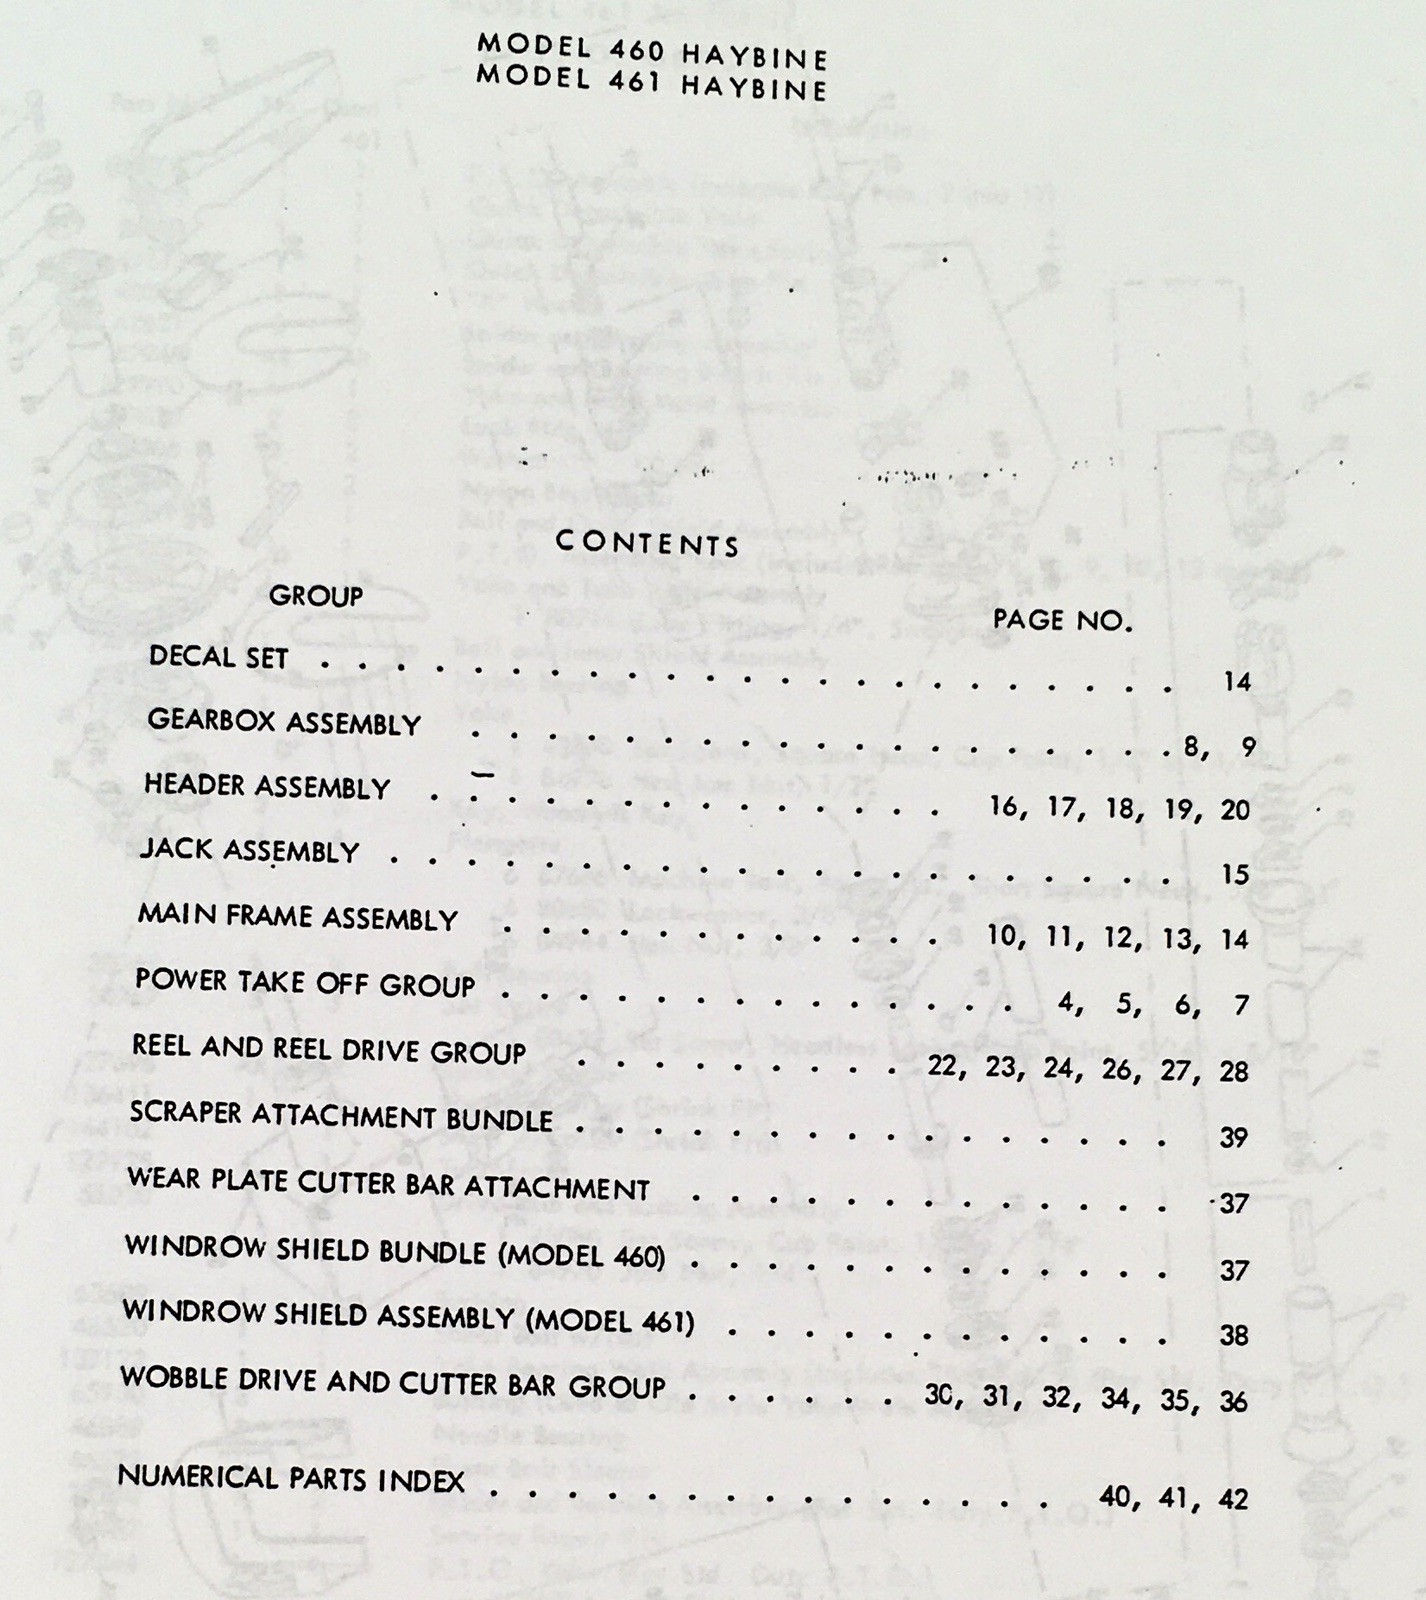 MODEL 460 HAYBINE
MODEL 461 HAYBINE
CONTENTS
GROUP PAGE NO.
DECAL SET . . . . . . . . . . . . . . . . . . . . . . . 14
GEARBOX ASSEMBLY . . . . . . . . . . . . . . . . . . . 8, 9
HEADER ASSEMBLY . . . . . . . . . . . . . . 16, 17, 18, 19, 20
JACK ASSEMBLY . . . . . . . . . . . . . . . . . . . . . 15
MAIN FRAME ASSEMBLY . . . . . . . . . . . . 10, 11, 12, 13, 14
POWER TAKE OFF GROUP . . . . . . . . . . . . . . 4, 5, 6, 7
REEL AND REEL DRIVE GROUP . . . . . . . . . 22, 23, 24, 26, 27, 28
SCRAPER ATTACHMENT BUNDLE . . . . . . . . . . . . . . . . 39
WEAR PLATE CUTTER BAR ATTACHMENT . . . . . . . . . . . . . 37
WINDROW SHIELD BUNDLE (MODEL 460) . . . . . . . . . . . . . 37
WINDROW SHIELD ASSEMBLY (MODEL 461) . . . . . . . . . . . . 38
WOBBLE DRIVE AND CUTTER BAR GROUP . . . . . . 30, 31, 32, 34, 35, 36
NUMERICAL PARTS INDEX . . . . . . . . . . . . . . . 40, 41, 42